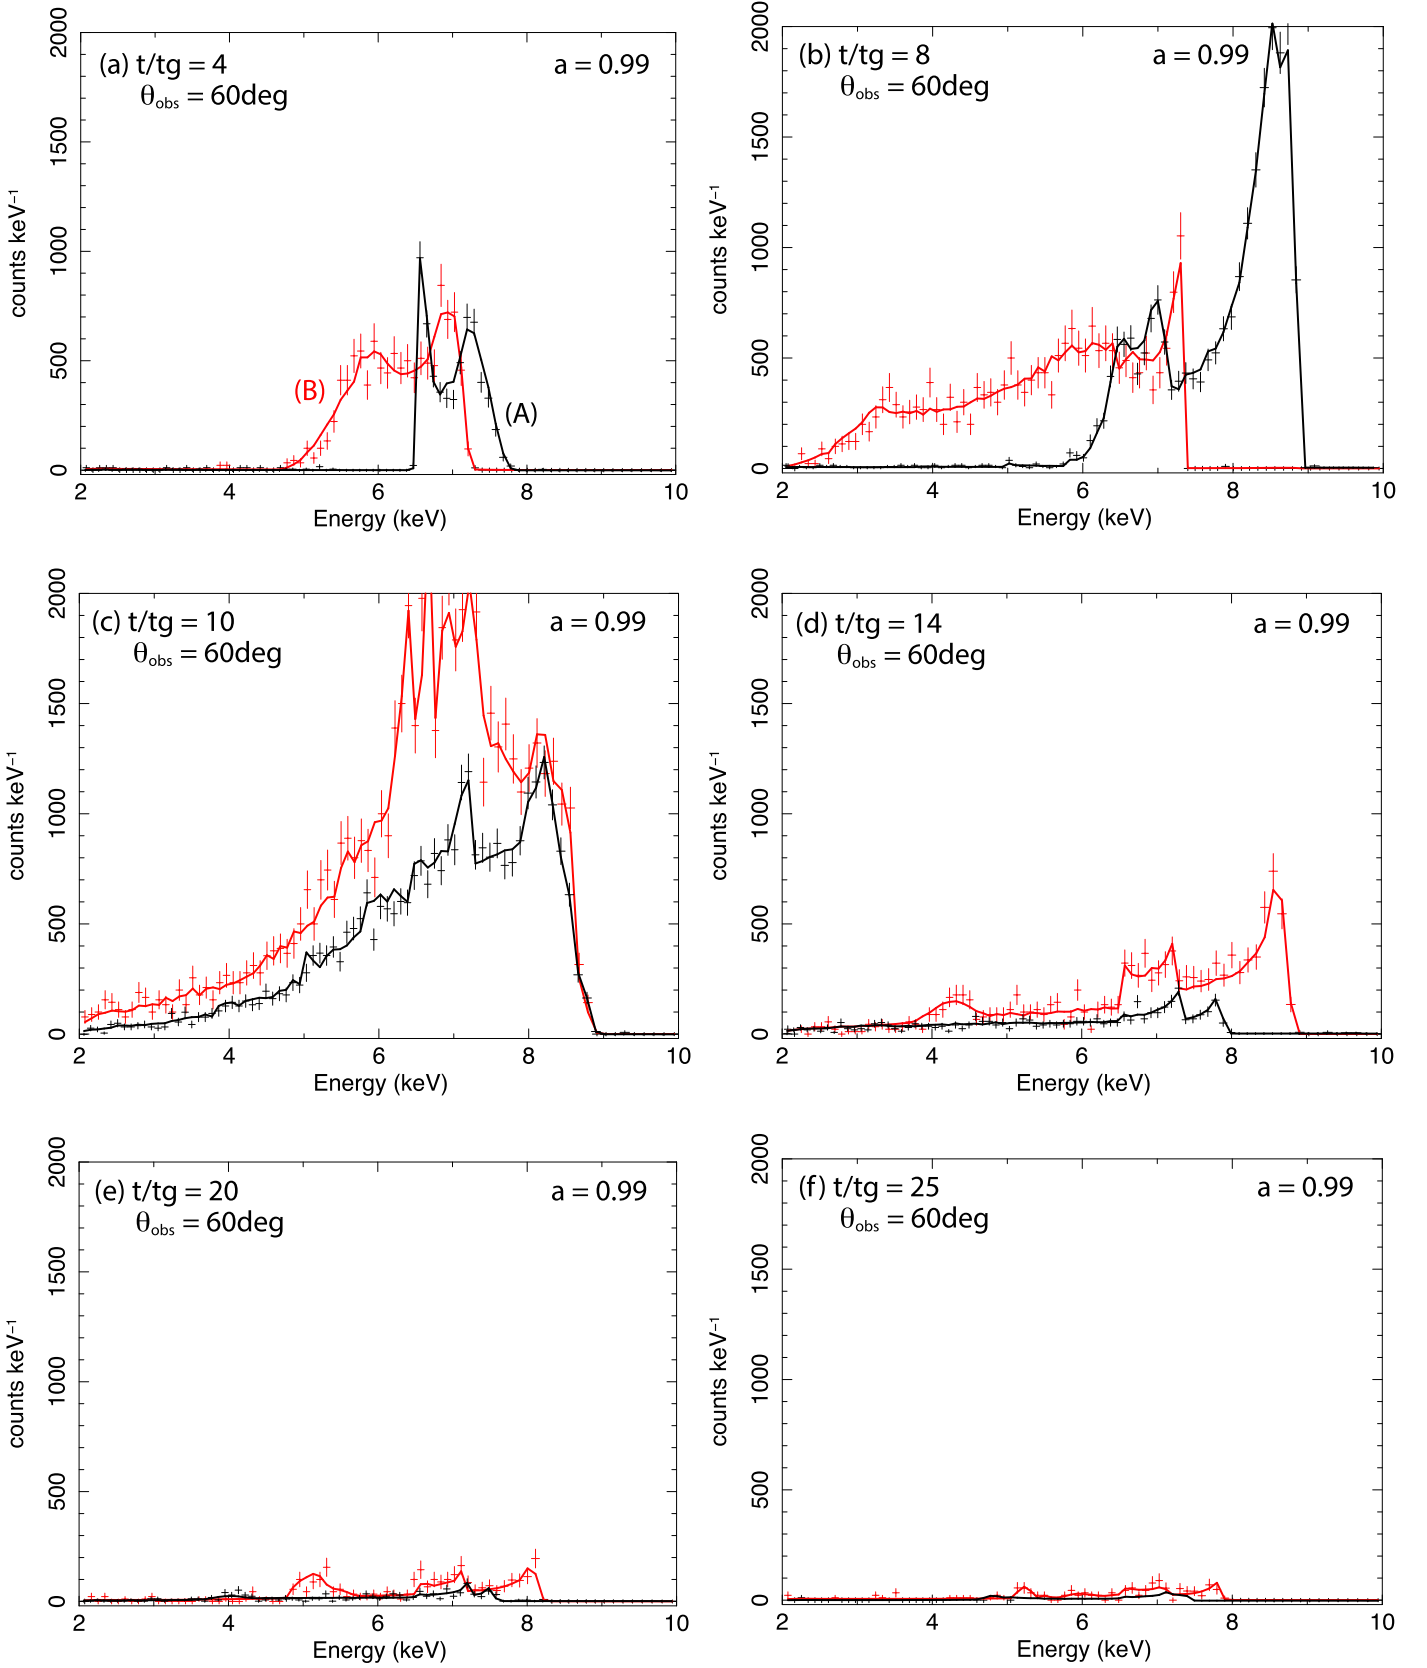 (a) t/tg = 4
a = 0.99
θobs = 60deg
(B)
(A)
counts keV−1
0 500 1000 1500 2000
2 4 6 8 10
Energy (keV)
(b) t/tg = 8
a = 0.99
θobs = 60deg
counts keV−1
0 500 1000 1500 2000
2 4 6 8 10
Energy (keV)
(c) t/tg = 10
a = 0.99
θobs = 60deg
counts keV−1
0 500 1000 1500 2000
2 4 6 8 10
Energy (keV)
(d) t/tg = 14
a = 0.99
θobs = 60deg
counts keV−1
0 500 1000 1500 2000
2 4 6 8 10
Energy (keV)
(e) t/tg = 20
a = 0.99
θobs = 60deg
counts keV−1
0 500 1000 1500 2000
2 4 6 8 10
Energy (keV)
(f) t/tg = 25
a = 0.99
θobs = 60deg
counts keV−1
0 500 1000 1500 2000
2 4 6 8 10
Energy (keV)